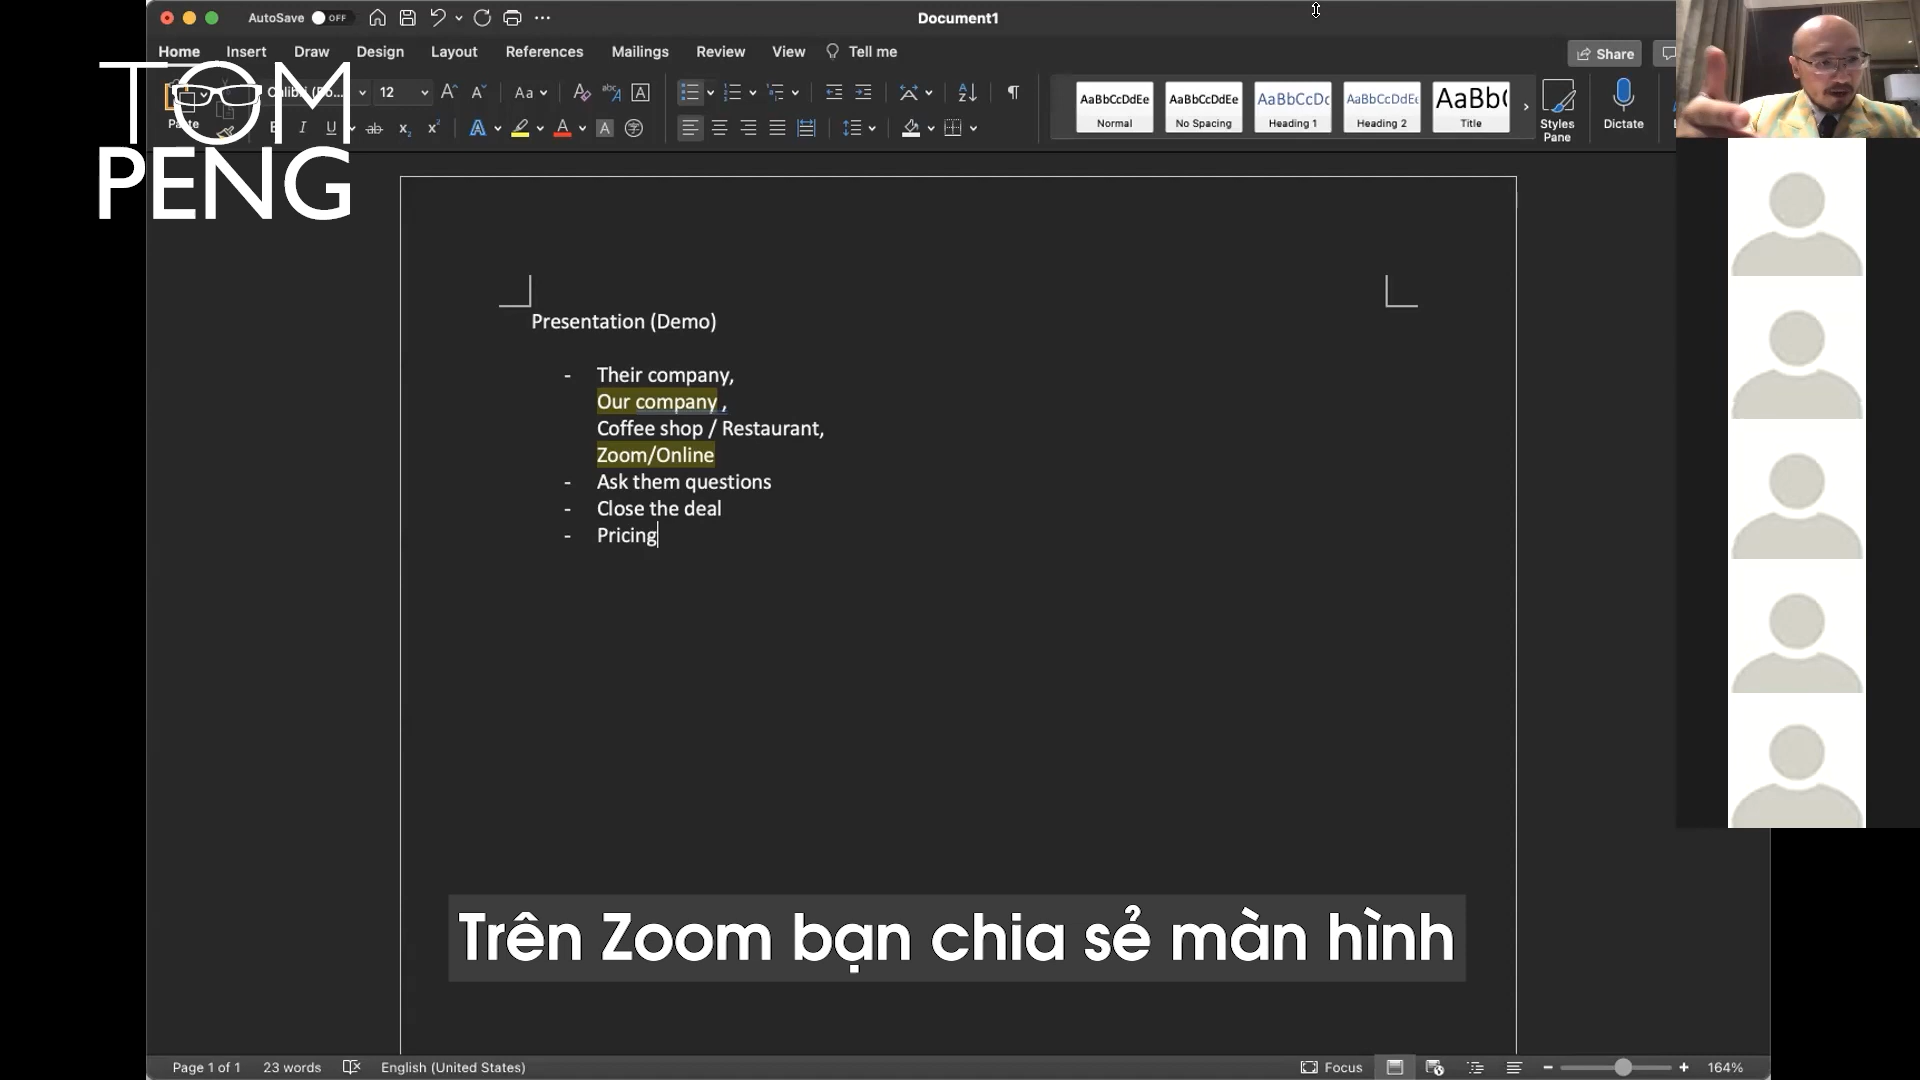 AutoSave OFF
Document1
Home Insert Draw Design Layout References Mailings Review View Tell me
Share
TOM
PENG
12
Aa
AaBbCcDdEe AaBbCcDdEe AaBbCcDc AaBbCcDdEe AaBb(
Normal No Spacing Heading 1 Heading 2 Title
Styles
Pane
Dictate
Presentation (Demo)
- Their company,
Our company ,
Coffee shop / Restaurant,
Zoom/Online
- Ask them questions
- Close the deal
- Pricing
Trên Zoom bạn chia sẻ màn hình
Page 1 of 1 23 words English (United States) Focus 164%